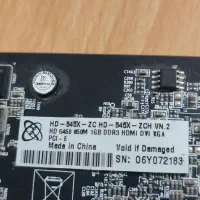 HD-545X-ZC HD-545X-ZCH VN.2
HD 5450 650M 1GB DDR3 HDMI DVI VGA
PCI-E
Made in China Void if Damaged
SN: 06Y072183